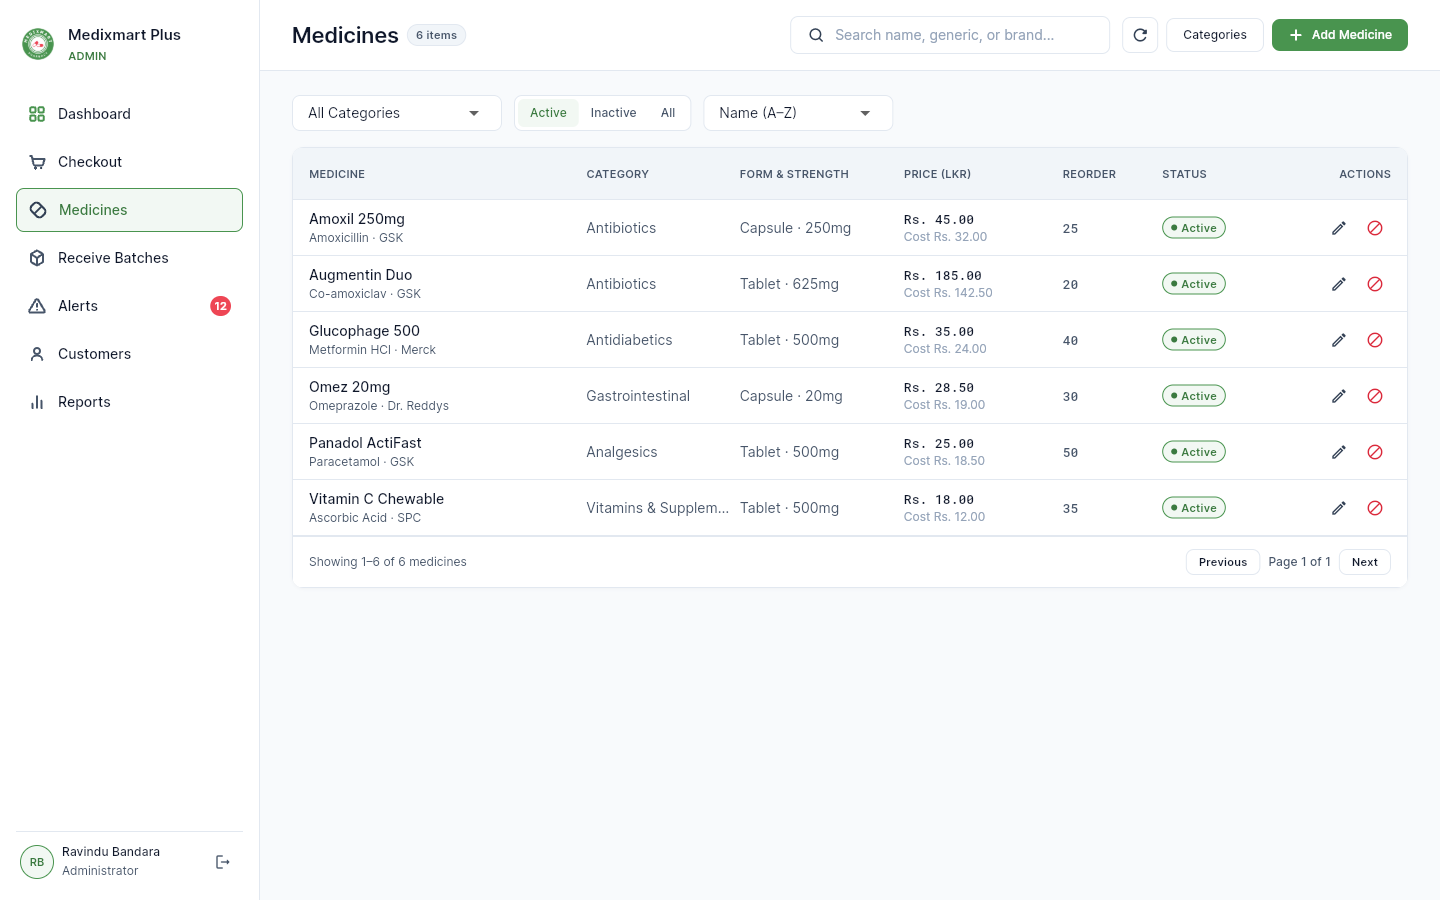 Medixmart Plus
ADMIN
Dashboard
Checkout
Medicines
Receive Batches
Alerts 12
Customers
Reports
RB Ravindu Bandara
Administrator
Medicines 6 items
Search name, generic, or brand...
Categories
Add Medicine
All Categories
Active Inactive All
Name (A–Z)
MEDICINE CATEGORY FORM & STRENGTH PRICE (LKR) REORDER STATUS ACTIONS
Amoxil 250mg
Amoxicillin · GSK
Antibiotics
Capsule · 250mg
Rs. 45.00
Cost Rs. 32.00
25
Active
Augmentin Duo
Co-amoxiclav · GSK
Antibiotics
Tablet · 625mg
Rs. 185.00
Cost Rs. 142.50
20
Active
Glucophage 500
Metformin HCl · Merck
Antidiabetics
Tablet · 500mg
Rs. 35.00
Cost Rs. 24.00
40
Active
Omez 20mg
Omeprazole · Dr. Reddys
Gastrointestinal
Capsule · 20mg
Rs. 28.50
Cost Rs. 19.00
30
Active
Panadol ActiFast
Paracetamol · GSK
Analgesics
Tablet · 500mg
Rs. 25.00
Cost Rs. 18.50
50
Active
Vitamin C Chewable
Ascorbic Acid · SPC
Vitamins & Supplem...
Tablet · 500mg
Rs. 18.00
Cost Rs. 12.00
35
Active
Showing 1–6 of 6 medicines
Previous Page 1 of 1 Next